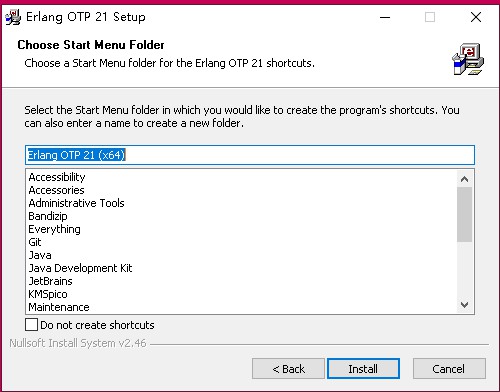 Erlang OTP 21 Setup
Choose Start Menu Folder
Choose a Start Menu folder for the Erlang OTP 21 shortcuts.
Select the Start Menu folder in which you would like to create the program's shortcuts. You
can also enter a name to create a new folder.
Erlang OTP 21 (x64)
Accessibility
Accessories
Administrative Tools
Bandizip
Everything
Git
Java
Java Development Kit
JetBrains
KMSpico
Maintenance
Do not create shortcuts
Nullsoft Install System v2.46
< Back
Install
Cancel